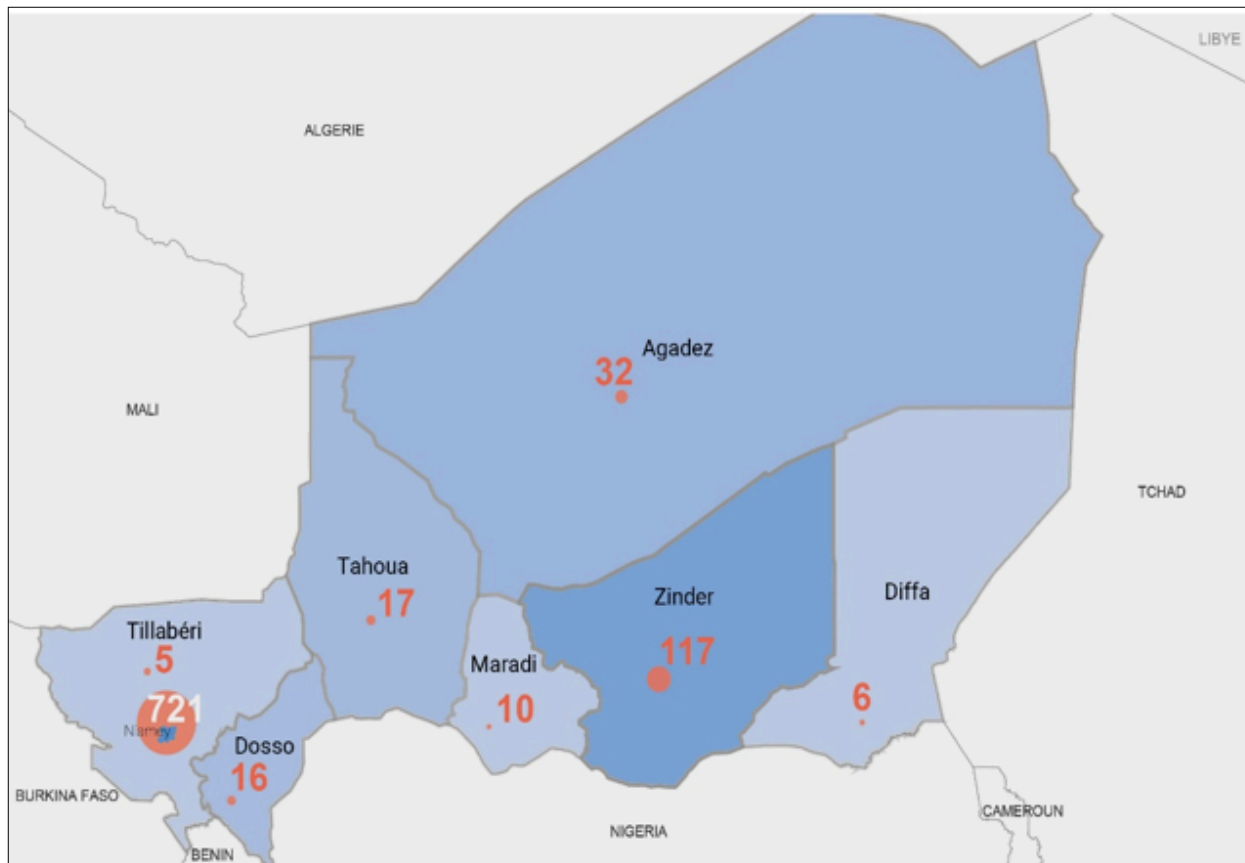 LIBYE
ALGERIE
Agadez
32
MALI
TCHAD
Tahoua
17
Zinder
117
Diffa
6
Tillabéri
5
Maradi
10
721
Niamey
Dosso
16
BURKINA FASO
CAMEROUN
NIGERIA
BENIN